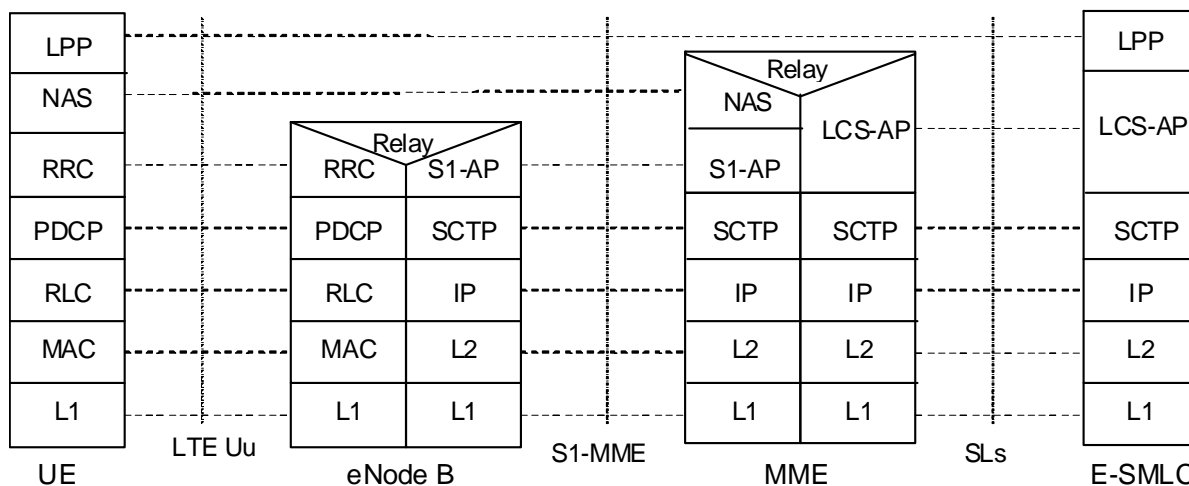 LPP
LPP
Relay
NAS
NAS
LCS-AP
LCS-AP
Relay
RRC
RRC
S1-AP
S1-AP
PDCP
PDCP
SCTP
SCTP
SCTP
SCTP
RLC
RLC
IP
IP
IP
IP
MAC
MAC
L2
L2
L2
L2
L1
L1
L1
L1
L1
L1
LTE Uu
S1-MME
SLs
UE
eNode B
MME
E-SMLC